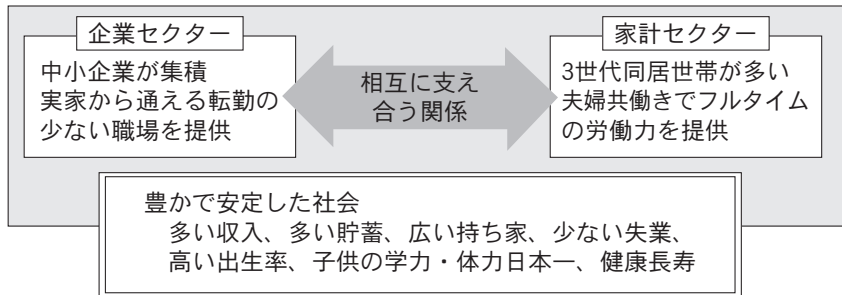 企業セクター
中小企業が集積
実家から通える転勤の
少ない職場を提供
相互に支え
合う関係
家計セクター
3世代同居世帯が多い
夫婦共働きでフルタイム
の労働力を提供
豊かで安定した社会
多い収入、多い貯蓄、広い持ち家、少ない失業、
高い出生率、子供の学力・体力日本一、健康長寿